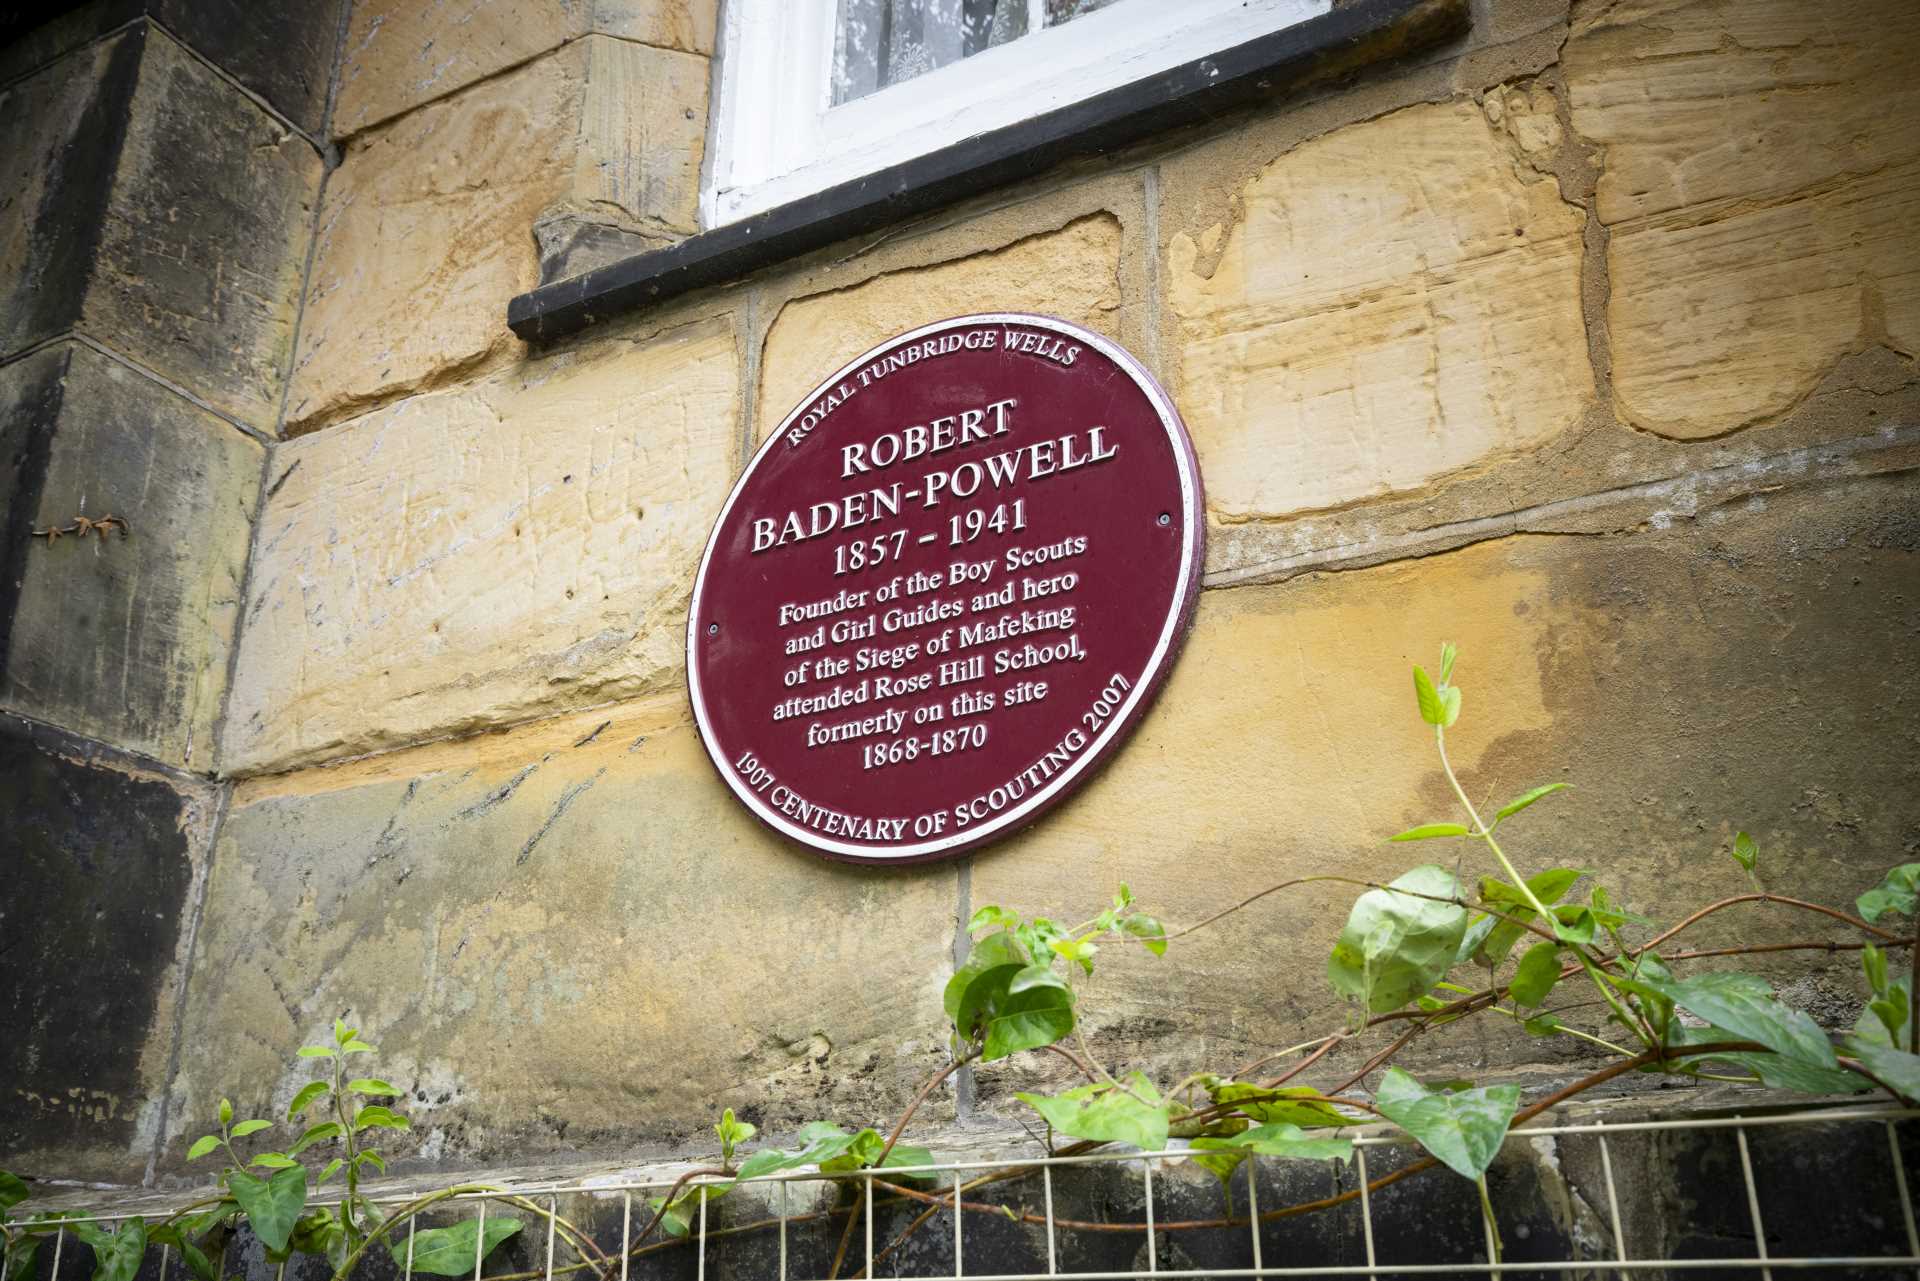 ROYAL TUNBRIDGE WELLS
ROBERT
BADEN-POWELL
1857 – 1941
Founder of the Boy Scouts
and Girl Guides and hero
of the Siege of Mafeking
attended Rose Hill School,
formerly on this site
1868-1870
1907 CENTENARY OF SCOUTING 2007